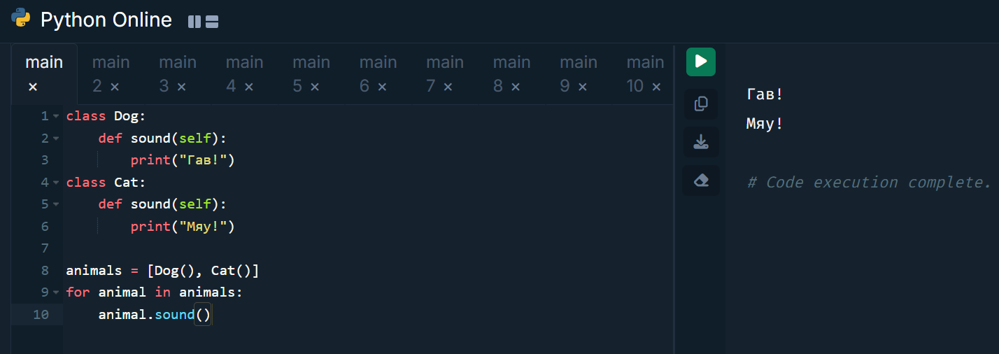 Python Online
main main main main main main main main main main
× 2 × 3 × 4 × 5 × 6 × 7 × 8 × 9 × 10 ×
1 class Dog:
2     def sound(self):
3         print("Гав!")
4 class Cat:
5     def sound(self):
6         print("Мяу!")
7
8 animals = [Dog(), Cat()]
9 for animal in animals:
10     animal.sound()
Гав!
Мяу!
# Code execution complete.